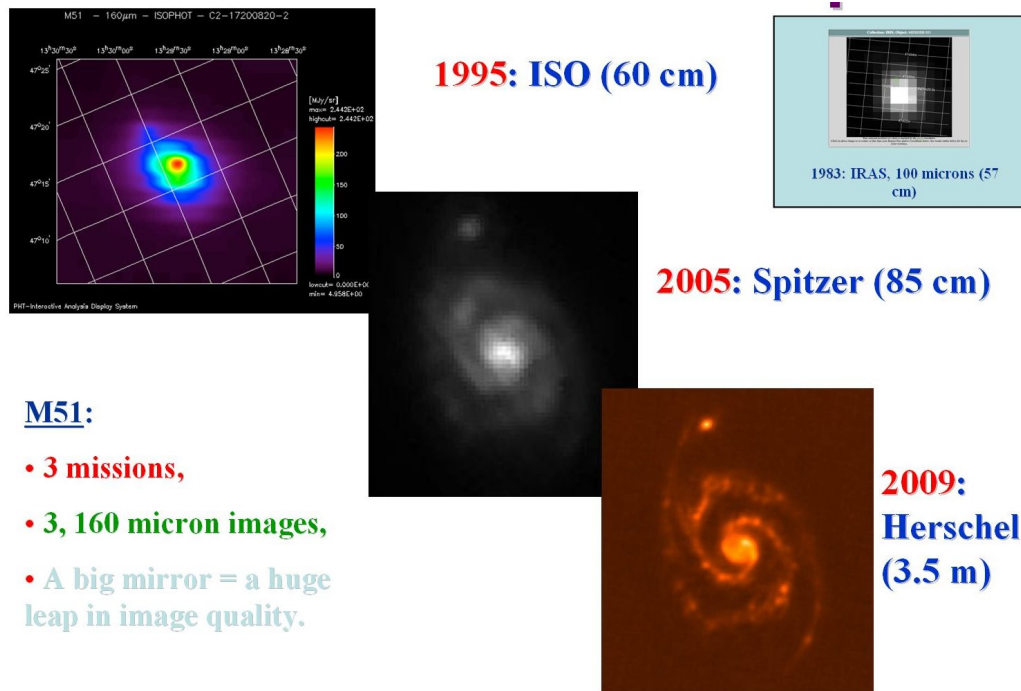 M51 - 160µm - ISOPHOT - C2-17200820-2
13h30m30s 13h30m00s 13h29m30s 13h29m00s 13h28m30s
47°25'
47°20'
47°15'
47°10'
[MJy/sr]
max= 2.442E+02
highcut= 2.442E+02
200
150
100
50
0
lowcut= 0.000E+00
min= 4.958E+00
PHT-Interactive Analysis Display System
1995: ISO (60 cm)
1983: IRAS, 100 microns (57
cm)
2005: Spitzer (85 cm)
M51:
• 3 missions,
• 3, 160 micron images,
• A big mirror = a huge
leap in image quality.
2009:
Herschel
(3.5 m)